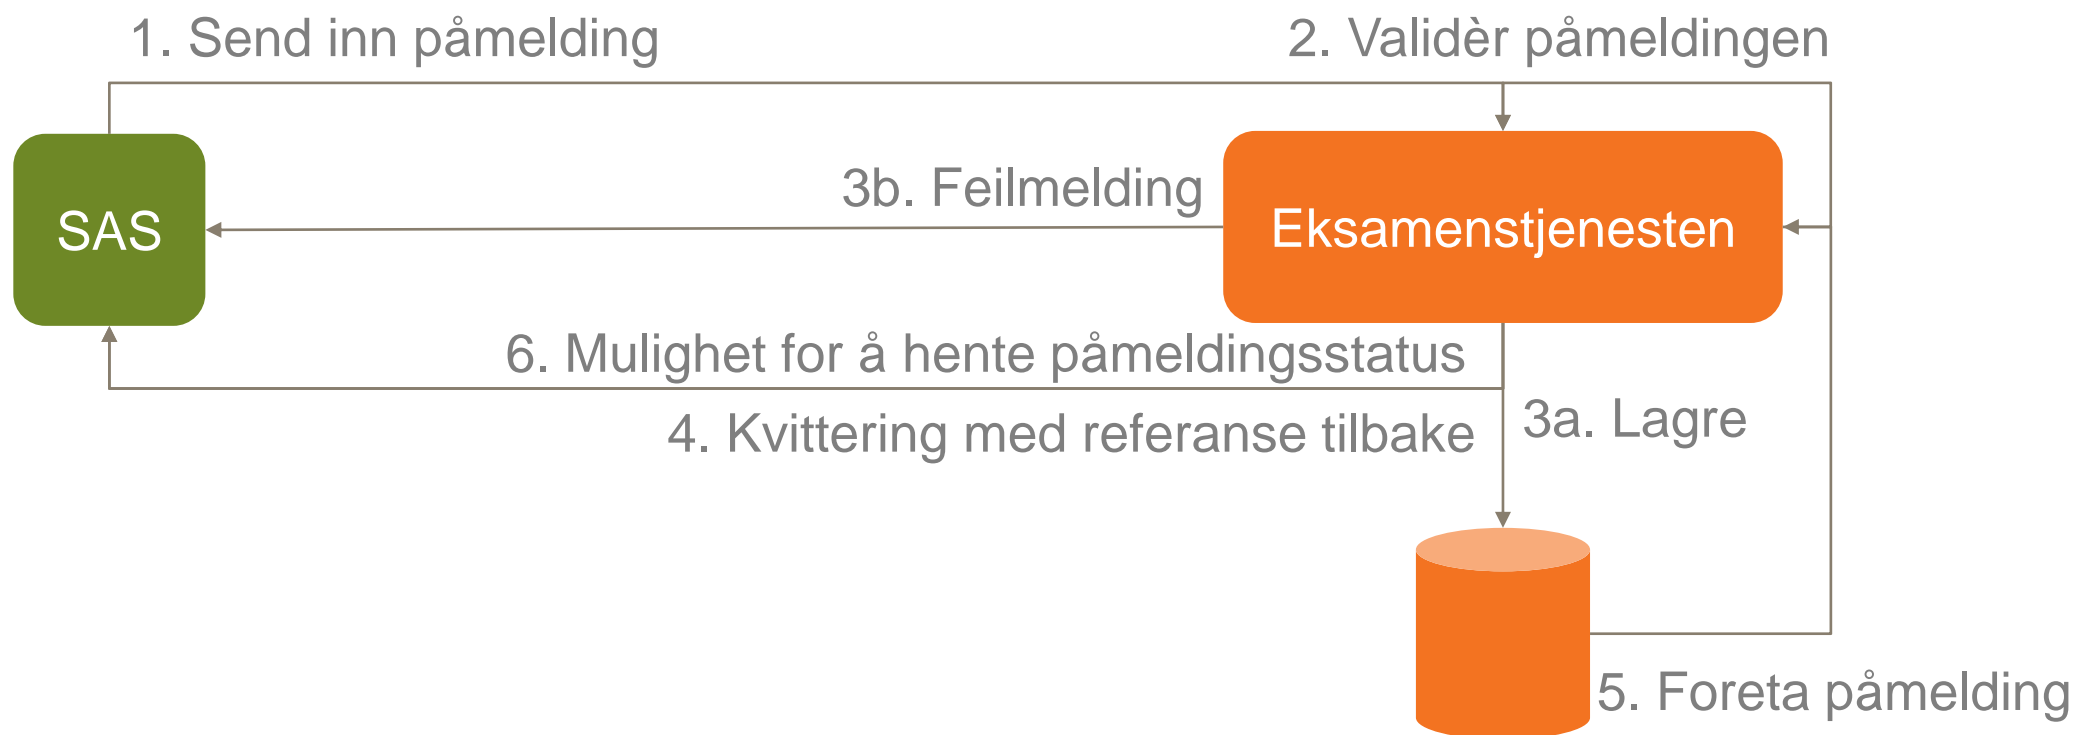 1. Send inn påmelding
2. Validèr påmeldingen
3b. Feilmelding
SAS
Eksamenstjenesten
6. Mulighet for å hente påmeldingsstatus
3a. Lagre
4. Kvittering med referanse tilbake
5. Foreta påmelding